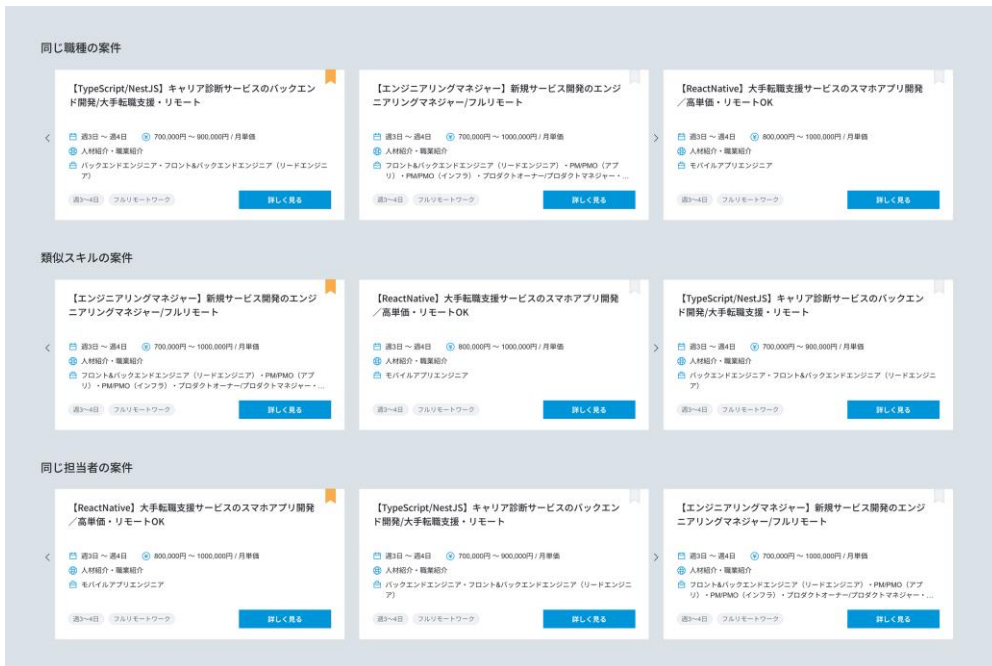 同じ職種の案件
【TypeScript/NestJS】キャリア診断サービスのバックエン
ド開発/大手転職支援・リモート
週3日 ～ 週4日 700,000円 ～ 900,000円 / 月単価
人材紹介・職業紹介
バックエンドエンジニア・フロント&バックエンドエンジニア（リードエンジニ
ア）
週3〜4日 フルリモートワーク 詳しく見る
【エンジニアリングマネジャー】新規サービス開発のエンジ
ニアリングマネジャー/フルリモート
週3日 ～ 週4日 700,000円 ～ 1000,000円 / 月単価
人材紹介・職業紹介
フロント&バックエンドエンジニア（リードエンジニア）・PM/PMO（アプ
リ）・PM/PMO（インフラ）・プロダクトオーナー/プロダクトマネジャー・...
週3〜4日 フルリモートワーク 詳しく見る
【ReactNative】大手転職支援サービスのスマホアプリ開発
／高単価・リモートOK
週3日 ～ 週4日 800,000円 ～ 1000,000円 / 月単価
人材紹介・職業紹介
モバイルアプリエンジニア
週3〜4日 フルリモートワーク 詳しく見る
類似スキルの案件
【エンジニアリングマネジャー】新規サービス開発のエンジ
ニアリングマネジャー/フルリモート
週3日 ～ 週4日 700,000円 ～ 1000,000円 / 月単価
人材紹介・職業紹介
フロント&バックエンドエンジニア（リードエンジニア）・PM/PMO（アプ
リ）・PM/PMO（インフラ）・プロダクトオーナー/プロダクトマネジャー・...
週3〜4日 フルリモートワーク 詳しく見る
【ReactNative】大手転職支援サービスのスマホアプリ開発
／高単価・リモートOK
週3日 ～ 週4日 800,000円 ～ 1000,000円 / 月単価
人材紹介・職業紹介
モバイルアプリエンジニア
週3〜4日 フルリモートワーク 詳しく見る
【TypeScript/NestJS】キャリア診断サービスのバックエン
ド開発/大手転職支援・リモート
週3日 ～ 週4日 700,000円 ～ 900,000円 / 月単価
人材紹介・職業紹介
バックエンドエンジニア・フロント&バックエンドエンジニア（リードエンジニ
ア）
週3〜4日 フルリモートワーク 詳しく見る
同じ担当者の案件
【ReactNative】大手転職支援サービスのスマホアプリ開発
／高単価・リモートOK
週3日 ～ 週4日 800,000円 ～ 1000,000円 / 月単価
人材紹介・職業紹介
モバイルアプリエンジニア
週3〜4日 フルリモートワーク 詳しく見る
【TypeScript/NestJS】キャリア診断サービスのバックエン
ド開発/大手転職支援・リモート
週3日 ～ 週4日 700,000円 ～ 900,000円 / 月単価
人材紹介・職業紹介
バックエンドエンジニア・フロント&バックエンドエンジニア（リードエンジニ
ア）
週3〜4日 フルリモートワーク 詳しく見る
【エンジニアリングマネジャー】新規サービス開発のエンジ
ニアリングマネジャー/フルリモート
週3日 ～ 週4日 700,000円 ～ 1000,000円 / 月単価
人材紹介・職業紹介
フロント&バックエンドエンジニア（リードエンジニア）・PM/PMO（アプ
リ）・PM/PMO（インフラ）・プロダクトオーナー/プロダクトマネジャー・...
週3〜4日 フルリモートワーク 詳しく見る